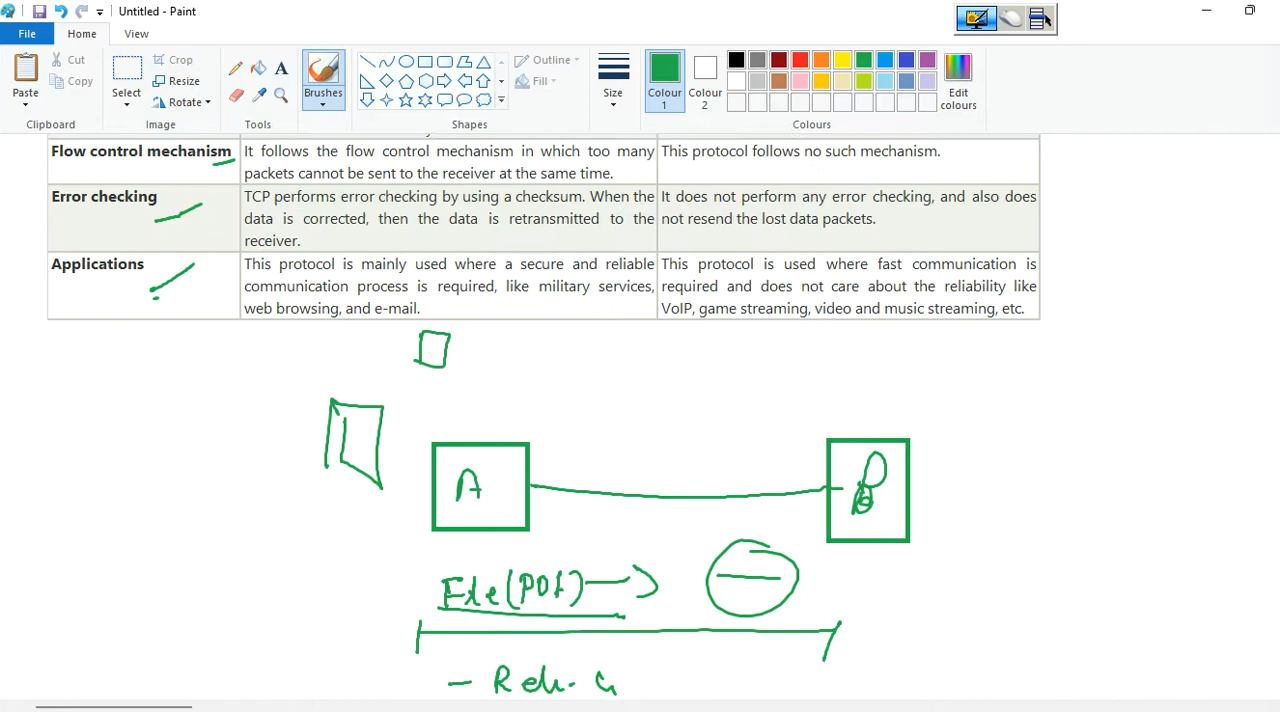 Untitled - Paint
File Home View
Paste
Cut
Copy
Clipboard
Select
Crop
Resize
Rotate
Image
A
Tools
Brushes
Outline
Fill
Shapes
Size
Colour 1
Colour 2
Edit colours
Colours
Flow control mechanism
It follows the flow control mechanism in which too many
packets cannot be sent to the receiver at the same time.
This protocol follows no such mechanism.
Error checking
TCP performs error checking by using a checksum. When the
data is corrected, then the data is retransmitted to the
receiver.
It does not perform any error checking, and also does
not resend the lost data packets.
Applications
This protocol is mainly used where a secure and reliable
communication process is required, like military services,
web browsing, and e-mail.
This protocol is used where fast communication is
required and does not care about the reliability like
VoIP, game streaming, video and music streaming, etc.
A
B